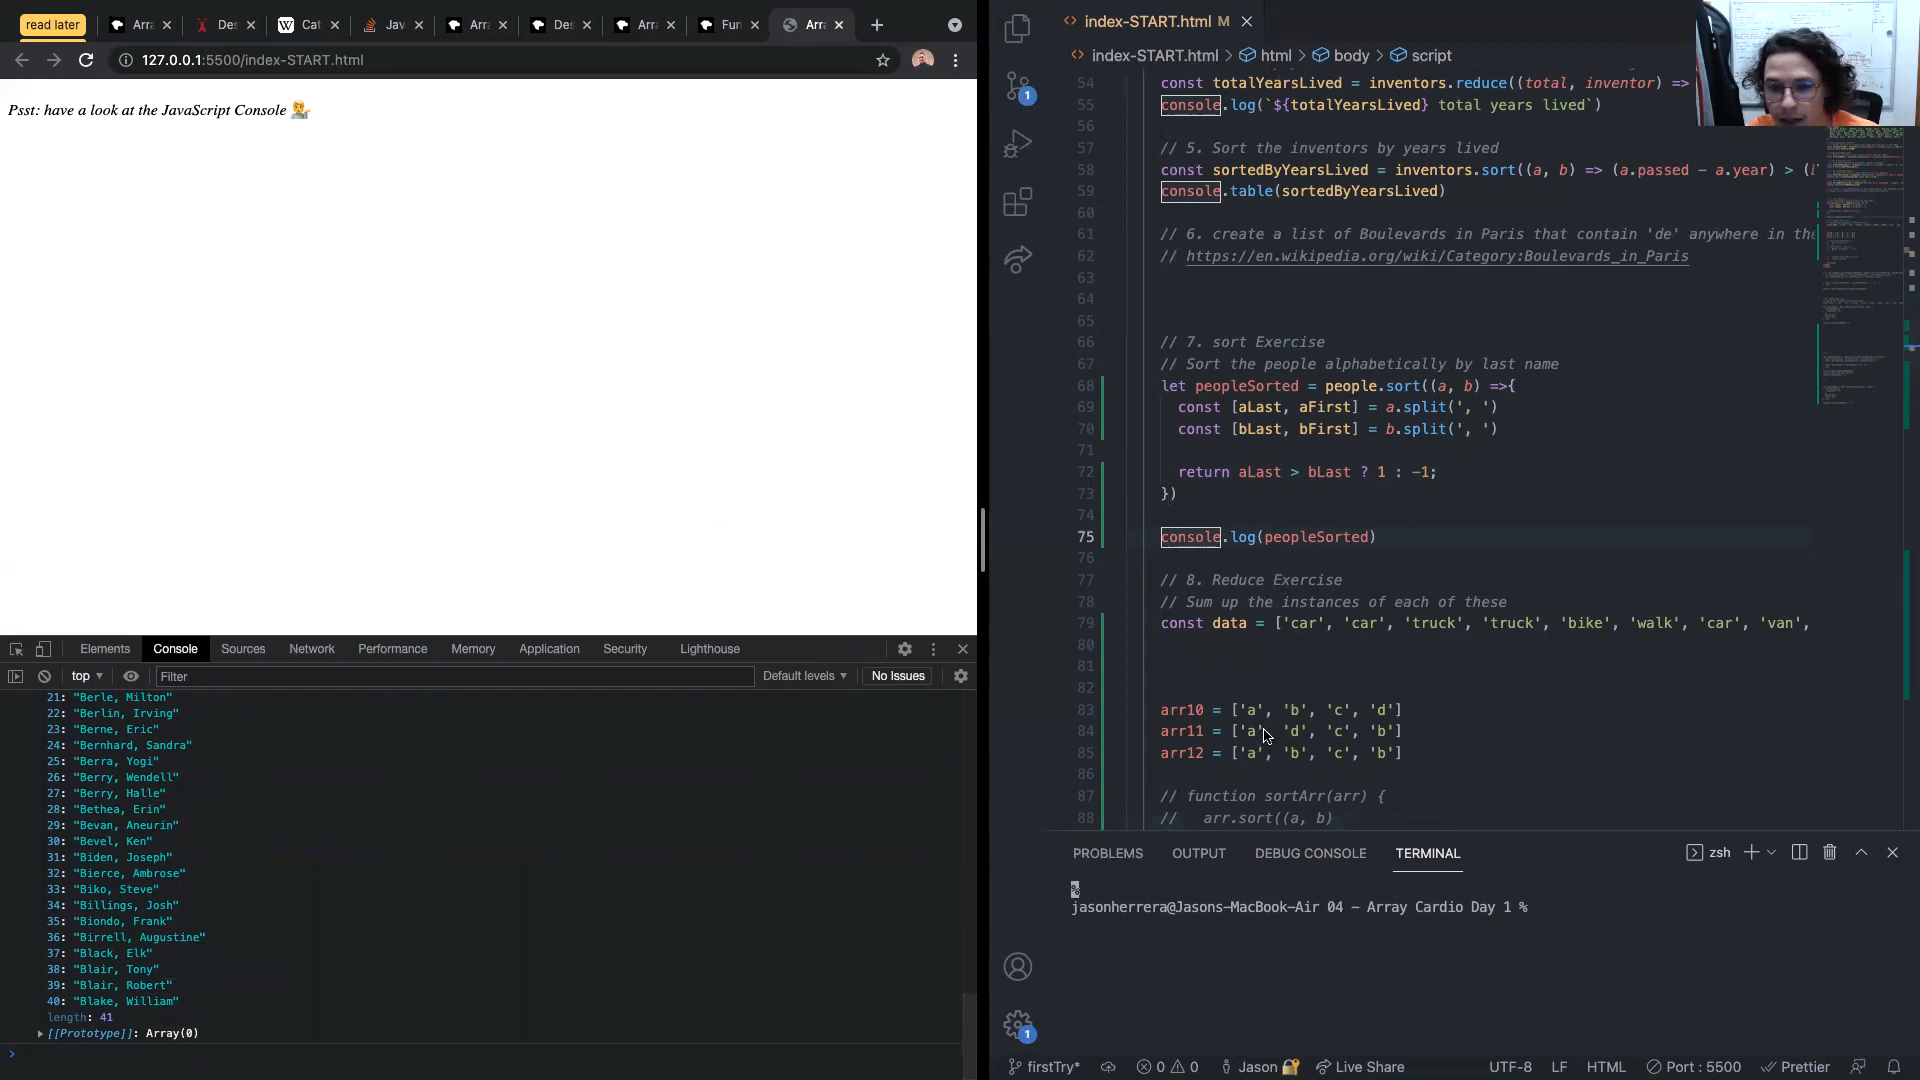 read later
Arra
Des
Cat
Jav
Arra
Des
Arra
Fun
Arra
127.0.0.1:5500/index-START.html
Psst: have a look at the JavaScript Console
Elements Console Sources Network Performance Memory Application Security Lighthouse
top Filter Default levels No Issues
21: "Berle, Milton"
22: "Berlin, Irving"
23: "Berne, Eric"
24: "Bernhard, Sandra"
25: "Berra, Yogi"
26: "Berry, Wendell"
27: "Berry, Halle"
28: "Bethea, Erin"
29: "Bevan, Aneurin"
30: "Bevel, Ken"
31: "Biden, Joseph"
32: "Bierce, Ambrose"
33: "Biko, Steve"
34: "Billings, Josh"
35: "Biondo, Frank"
36: "Birrell, Augustine"
37: "Black, Elk"
38: "Blair, Tony"
39: "Blair, Robert"
40: "Blake, William"
length: 41
[[Prototype]]: Array(0)
index-START.html M
index-START.html > html > body > script
54 const totalYearsLived = inventors.reduce((total, inventor) =>
55 console.log(`${totalYearsLived} total years lived`)
56
57 // 5. Sort the inventors by years lived
58 const sortedByYearsLived = inventors.sort((a, b) => (a.passed - a.year) > (b
59 console.table(sortedByYearsLived)
60
61 // 6. create a list of Boulevards in Paris that contain 'de' anywhere in the
62 // https://en.wikipedia.org/wiki/Category:Boulevards_in_Paris
63
64
65
66 // 7. sort Exercise
67 // Sort the people alphabetically by last name
68 let peopleSorted = people.sort((a, b) =>{
69 const [aLast, aFirst] = a.split(', ')
70 const [bLast, bFirst] = b.split(', ')
71
72 return aLast > bLast ? 1 : -1;
73 })
74
75 console.log(peopleSorted)
76
77 // 8. Reduce Exercise
78 // Sum up the instances of each of these
79 const data = ['car', 'car', 'truck', 'truck', 'bike', 'walk', 'car', 'van',
80
81
82
83 arr10 = ['a', 'b', 'c', 'd']
84 arr11 = ['a', 'd', 'c', 'b']
85 arr12 = ['a', 'b', 'c', 'b']
86
87 // function sortArr(arr) {
88 // arr.sort((a, b)
PROBLEMS OUTPUT DEBUG CONSOLE TERMINAL zsh
%
jasonherrera@Jasons-MacBook-Air 04 - Array Cardio Day 1 %
1
1
firstTry* 0 0 Jason Live Share UTF-8 LF HTML Port : 5500 Prettier